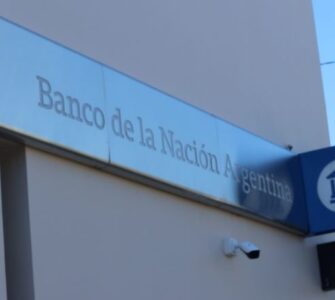 Banco de la Nación Argentina